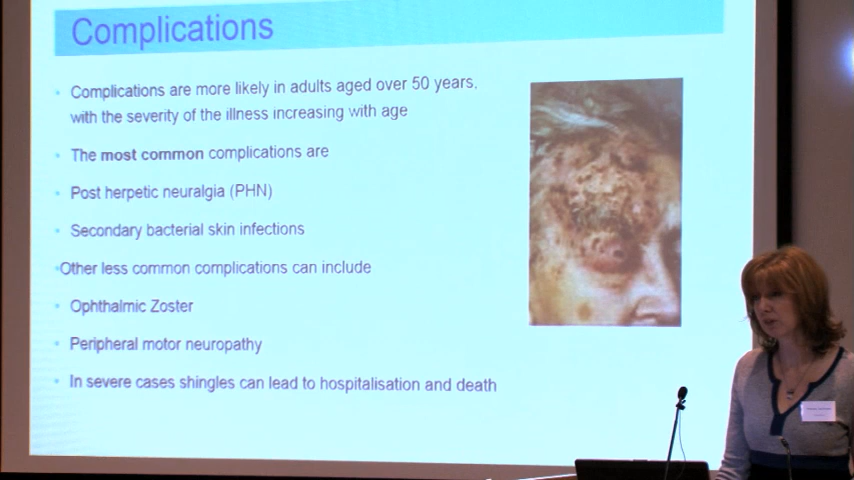 Complications
Complications are more likely in adults aged over 50 years,
with the severity of the illness increasing with age
The most common complications are
Post herpetic neuralgia (PHN)
Secondary bacterial skin infections
Other less common complications can include
Ophthalmic Zoster
Peripheral motor neuropathy
In severe cases shingles can lead to hospitalisation and death